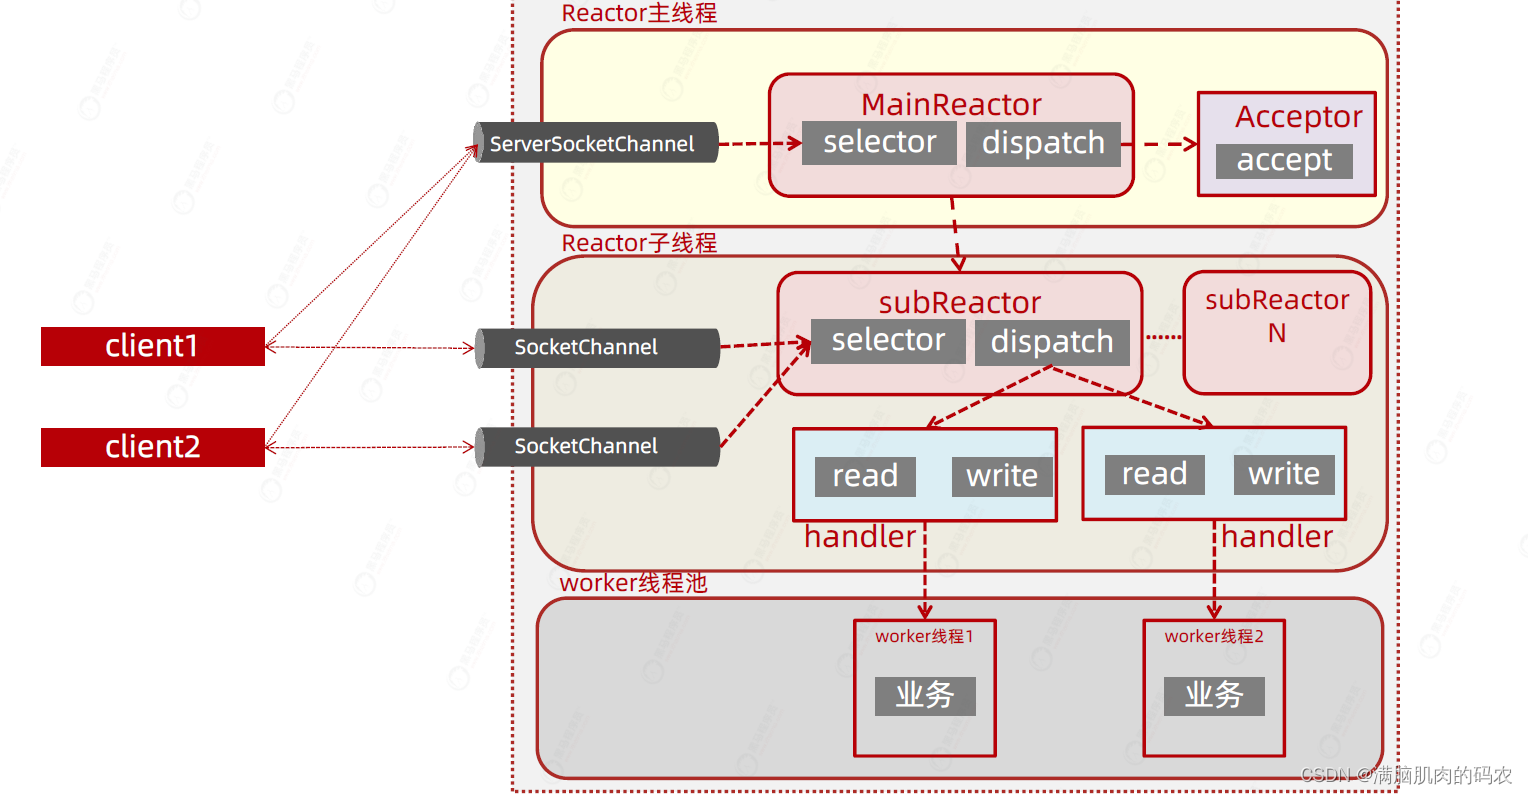 Reactor主线程
MainReactor
selector
dispatch
Acceptor
accept
ServerSocketChannel
Reactor子线程
subReactor
selector
dispatch
subReactor
N
client1
SocketChannel
client2
SocketChannel
read
write
read
write
handler
handler
worker线程池
worker线程1
业务
worker线程2
业务
CSDN @满脑肌肉的码农